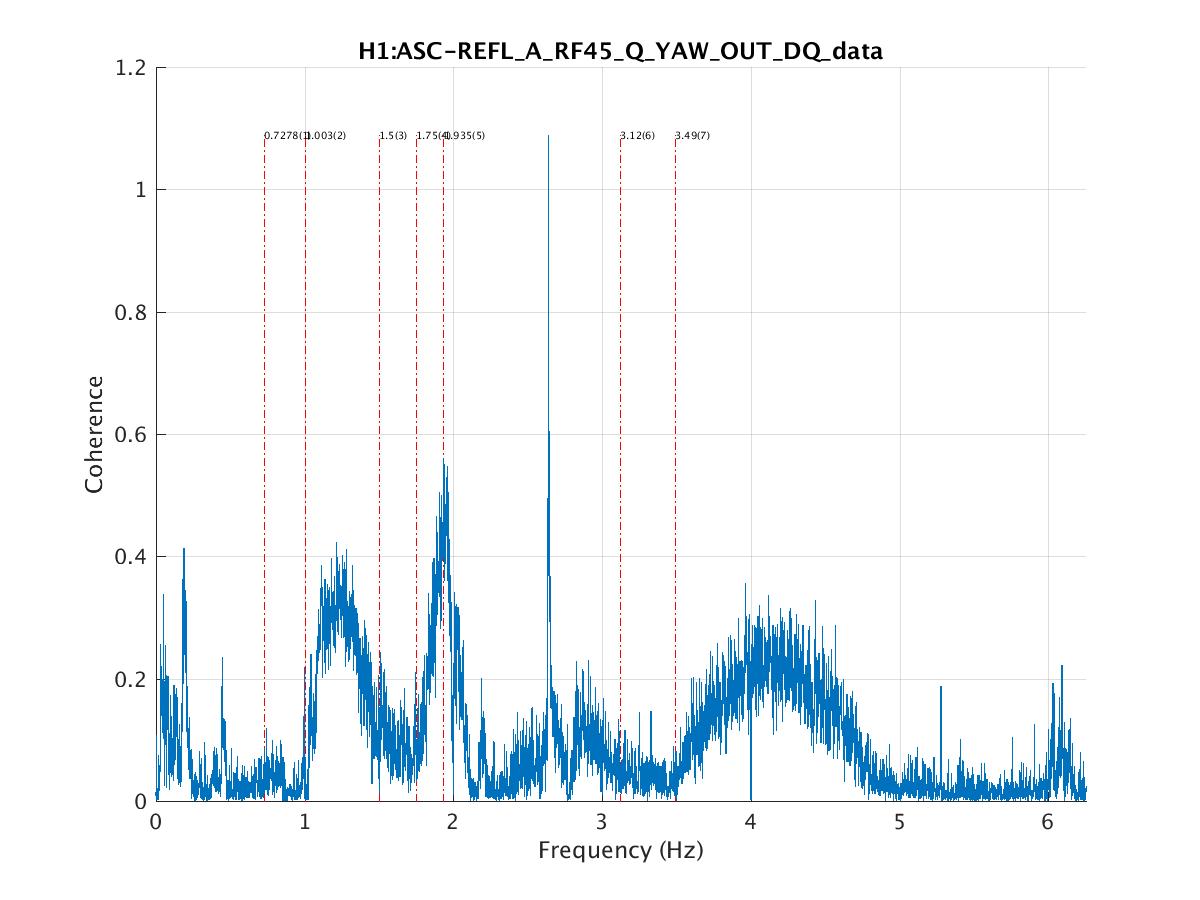 H1:ASC-REFL_A_RF45_Q_YAW_OUT_DQ_data
1.2
0.7278(1) 1.003(2) 1.5(3) 1.75(4) 1.935(5) 3.12(6) 3.49(7)
1
0.8
0.6
0.4
0.2
0
Coherence
0 1 2 3 4 5 6
Frequency (Hz)